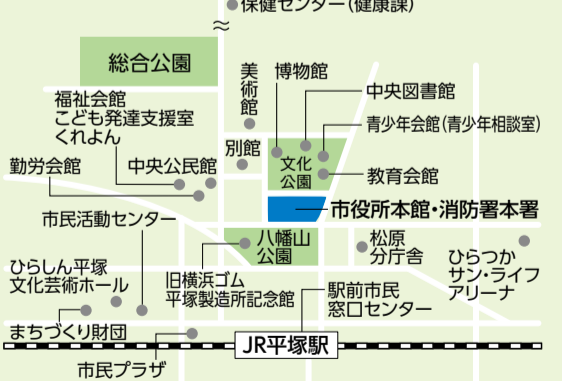 保健センター(健康課)
総合公園
美術館
博物館
中央図書館
福祉会館
こども発達支援室
くれよん
青少年会館(青少年相談室)
別館
文化
公園
勤労会館
中央公民館
教育会館
市役所本館・消防署本署
市民活動センター
八幡山
公園
松原
分庁舎
ひらつか
サン・ライフ
アリーナ
ひらしん平塚
文化芸術ホール
旧横浜ゴム
平塚製造所記念館
駅前市民
窓口センター
まちづくり財団
JR平塚駅
市民プラザ